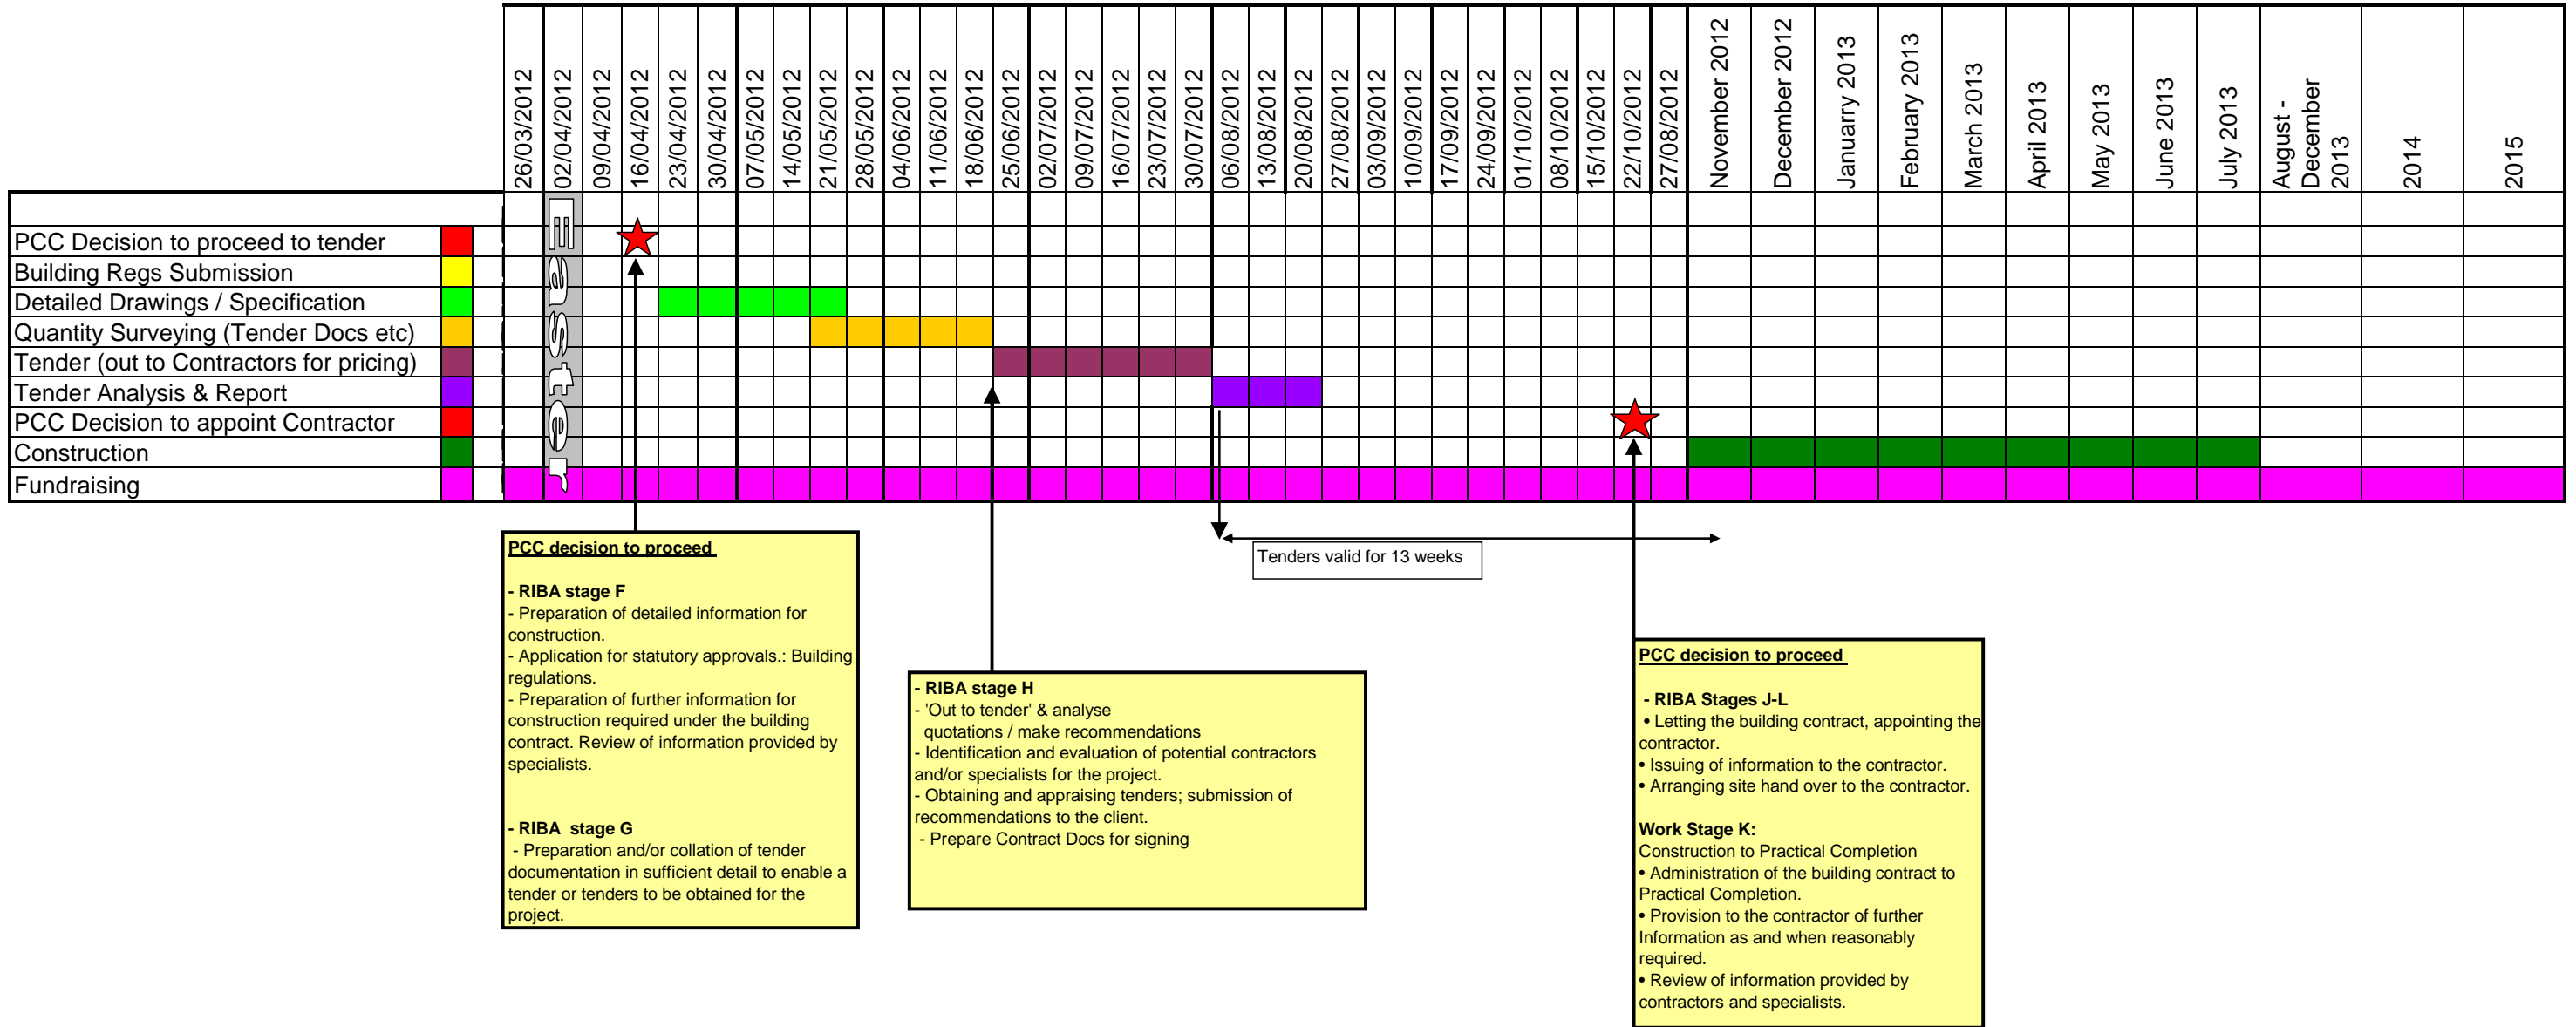 26/03/2012
02/04/2012
09/04/2012
16/04/2012
23/04/2012
30/04/2012
07/05/2012
14/05/2012
21/05/2012
28/05/2012
04/06/2012
11/06/2012
18/06/2012
25/06/2012
02/07/2012
09/07/2012
16/07/2012
23/07/2012
30/07/2012
06/08/2012
13/08/2012
20/08/2012
27/08/2012
03/09/2012
10/09/2012
17/09/2012
24/09/2012
01/10/2012
08/10/2012
15/10/2012
22/10/2012
27/08/2012
November 2012
December 2012
Januarry 2013
February 2013
March 2013
April 2013
May 2013
June 2013
July 2013
August -
December
2013
2014
2015
Easter
PCC Decision to proceed to tender
Building Regs Submission
Detailed Drawings / Specification
Quantity Surveying (Tender Docs etc)
Tender (out to Contractors for pricing)
Tender Analysis & Report
PCC Decision to appoint Contractor
Construction
Fundraising
PCC decision to proceed
- RIBA stage F
- Preparation of detailed information for
construction.
- Application for statutory approvals.: Building
regulations.
- Preparation of further information for
construction required under the building
contract. Review of information provided by
specialists.
- RIBA  stage G
- Preparation and/or collation of tender
documentation in sufficient detail to enable a
tender or tenders to be obtained for the
project.
- RIBA stage H
- 'Out to tender' & analyse
quotations / make recommendations
- Identification and evaluation of potential contractors
and/or specialists for the project.
- Obtaining and appraising tenders; submission of
recommendations to the client.
- Prepare Contract Docs for signing
Tenders valid for 13 weeks
PCC decision to proceed
- RIBA Stages J-L
• Letting the building contract, appointing the
contractor.
• Issuing of information to the contractor.
• Arranging site hand over to the contractor.
Work Stage K:
Construction to Practical Completion
• Administration of the building contract to
Practical Completion.
• Provision to the contractor of further
Information as and when reasonably
required.
• Review of information provided by
contractors and specialists.